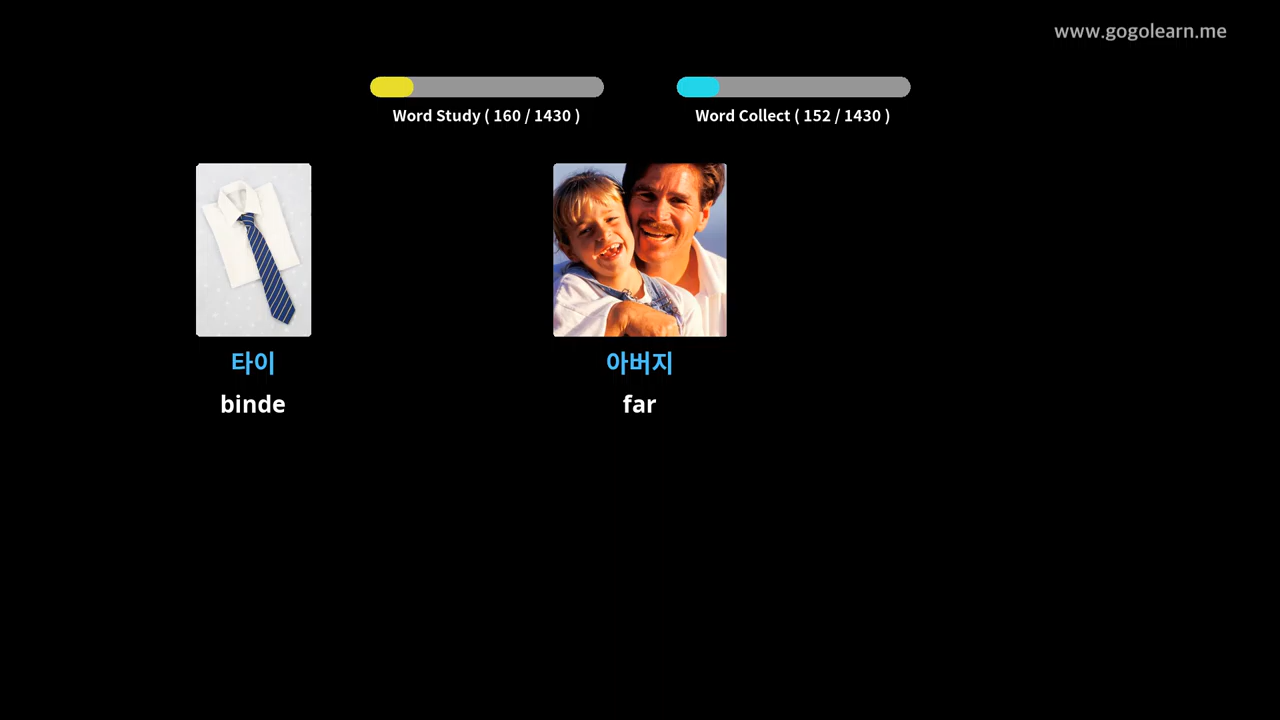 www.gogolearn.me
Word Study ( 160 / 1430 )
Word Collect ( 152 / 1430 )
타이
binde
아버지
far